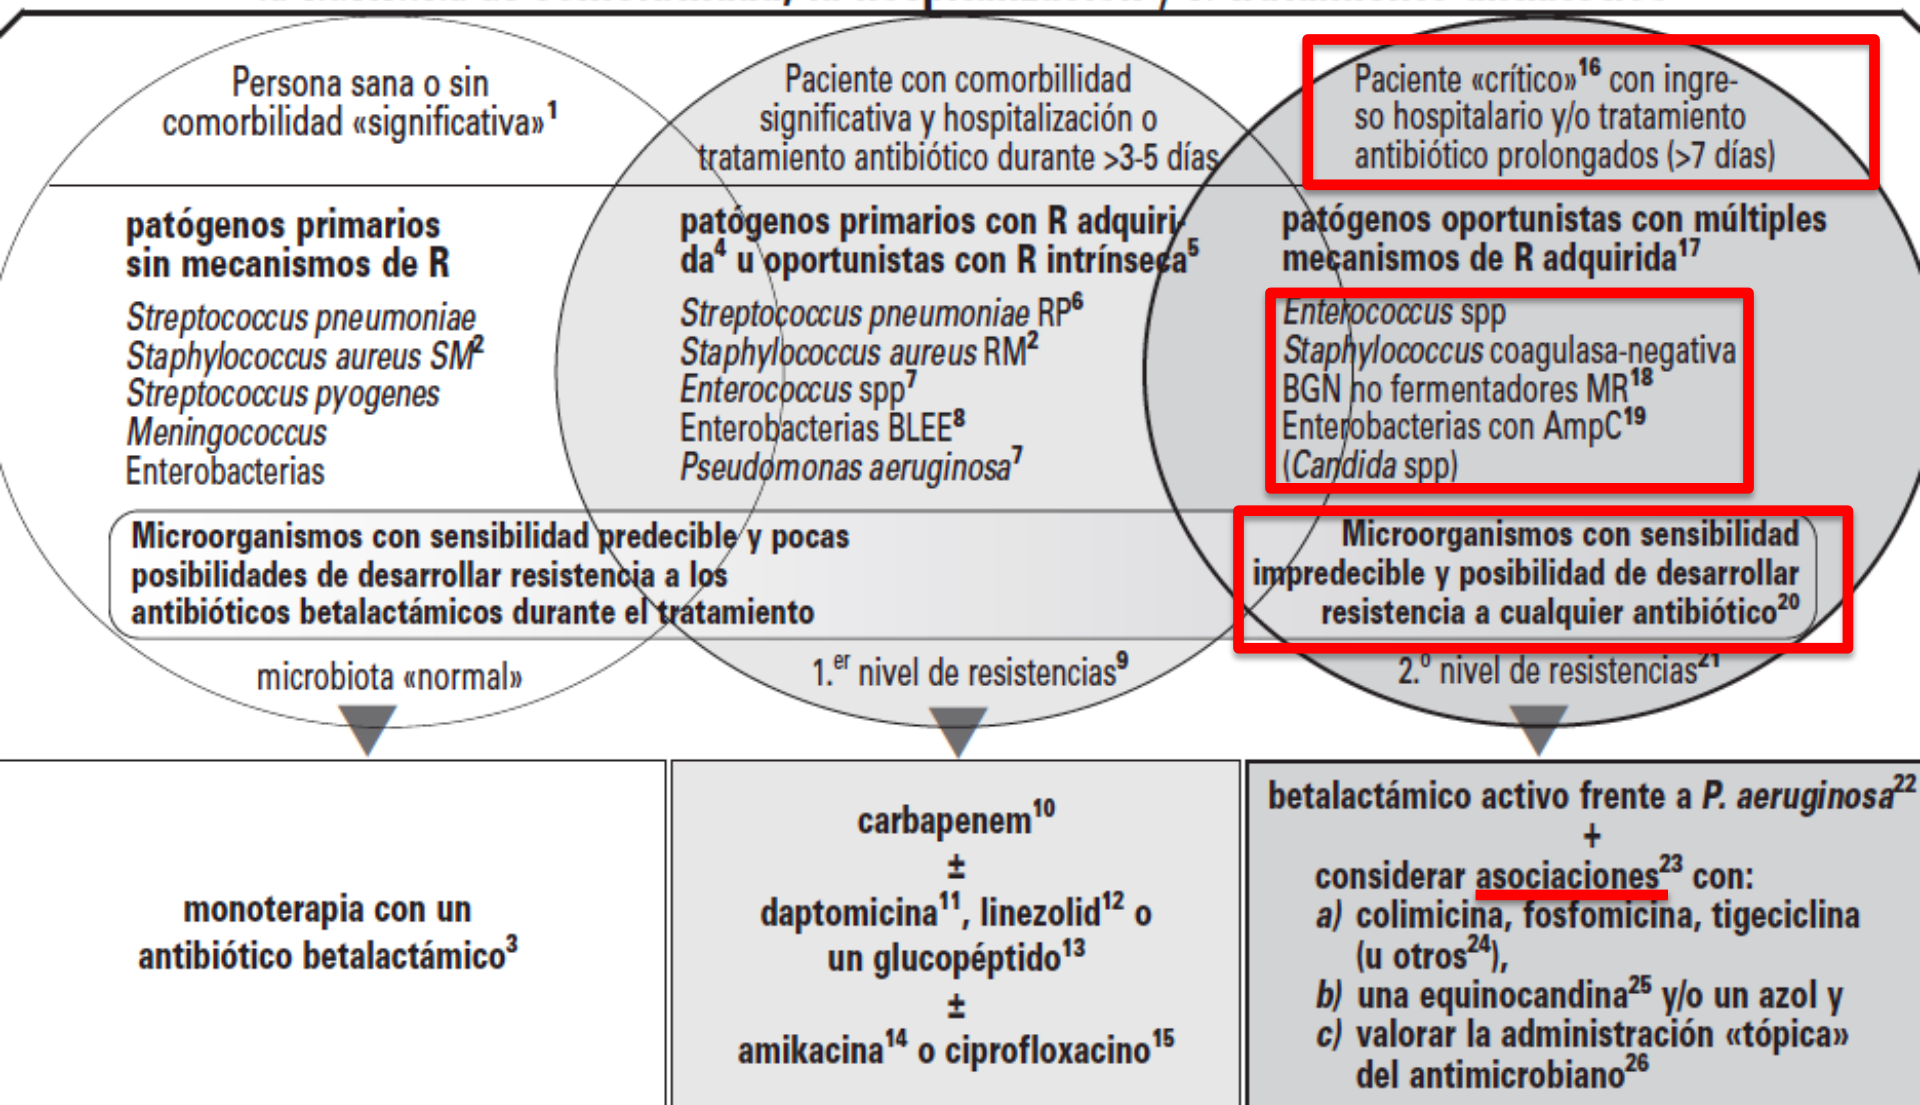 Persona sana o sin
comorbilidad «significativa»¹
patógenos primarios
sin mecanismos de R
Streptococcus pneumoniae
Staphylococcus aureus SM²
Streptococcus pyogenes
Meningococcus
Enterobacterias
Microorganismos con sensibilidad predecible y pocas
posibilidades de desarrollar resistencia a los
antibióticos betalactámicos durante el tratamiento
microbiota «normal»
monoterapia con un
antibiótico betalactámico³
Paciente con comorbillidad
significativa y hospitalización o
tratamiento antibiótico durante >3-5 días
patógenos primarios con R adquiri-
da⁴ u oportunistas con R intrínseca⁵
Streptococcus pneumoniae RP⁶
Staphylococcus aureus RM²
Enterococcus spp⁷
Enterobacterias BLEE⁸
Pseudomonas aeruginosa⁷
1.ᵉʳ nivel de resistencias⁹
carbapenem¹⁰
±
daptomicina¹¹, linezolid¹² o
un glucopéptido¹³
±
amikacina¹⁴ o ciprofloxacino¹⁵
Paciente «crítico»¹⁶ con ingre-
so hospitalario y/o tratamiento
antibiótico prolongados (>7 días)
patógenos oportunistas con múltiples
mecanismos de R adquirida¹⁷
Enterococcus spp
Staphylococcus coagulasa-negativa
BGN no fermentadores MR¹⁸
Enterobacterias con AmpC¹⁹
(Candida spp)
Microorganismos con sensibilidad
impredecible y posibilidad de desarrollar
resistencia a cualquier antibiótico²⁰
2.º nivel de resistencias²¹
betalactámico activo frente a P. aeruginosa²²
+
considerar asociaciones²³ con:
a) colimicina, fosfomicina, tigeciclina
(u otros²⁴),
b) una equinocandina²⁵ y/o un azol y
c) valorar la administración «tópica»
del antimicrobiano²⁶